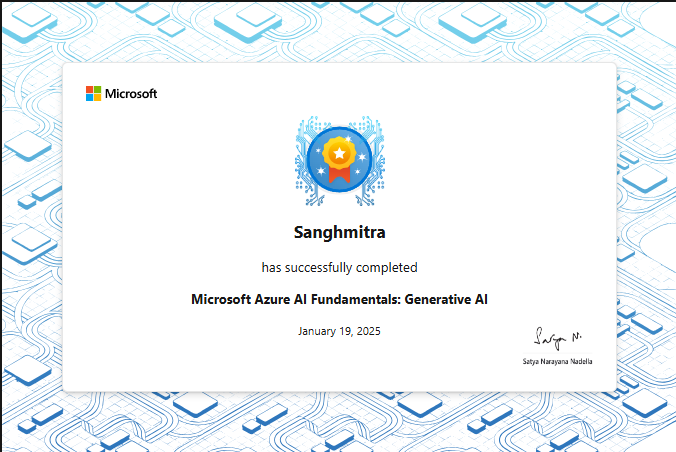 Microsoft
Sanghmitra
has successfully completed
Microsoft Azure AI Fundamentals: Generative AI
January 19, 2025
Satya N.
Satya Narayana Nadella